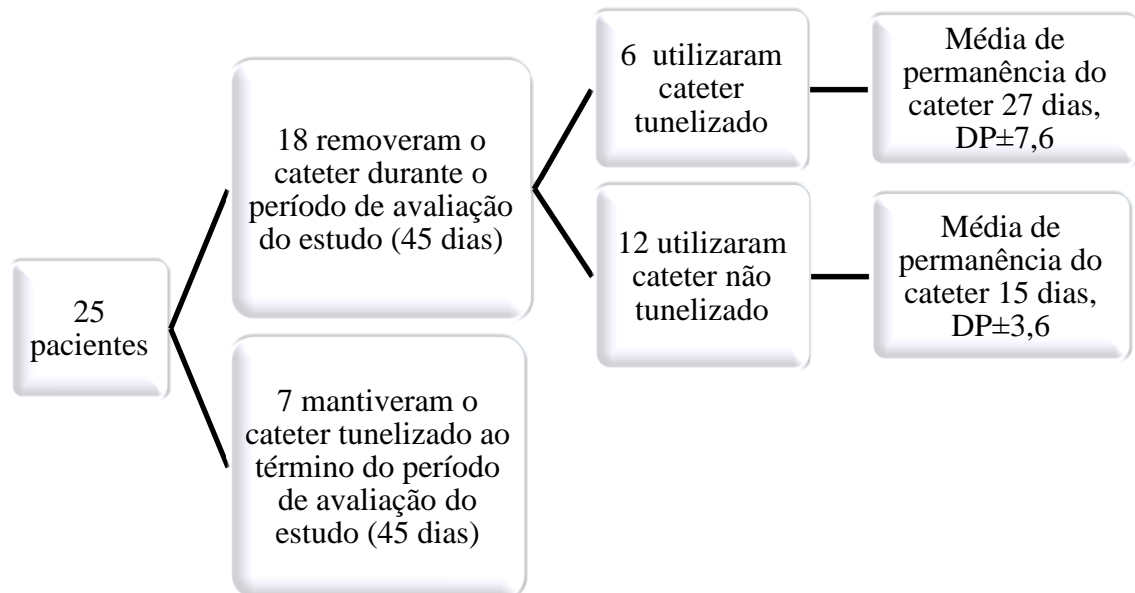 25
pacientes
18 removeram o
cateter durante o
período de avaliação
do estudo (45 dias)
7 mantiveram o
cateter tunelizado ao
término do período
de avaliação do
estudo (45 dias)
6 utilizaram
cateter
tunelizado
12 utilizaram
cateter não
tunelizado
Média de
permanência do
cateter 27 dias,
DP±7,6
Média de
permanência do
cateter 15 dias,
DP±3,6